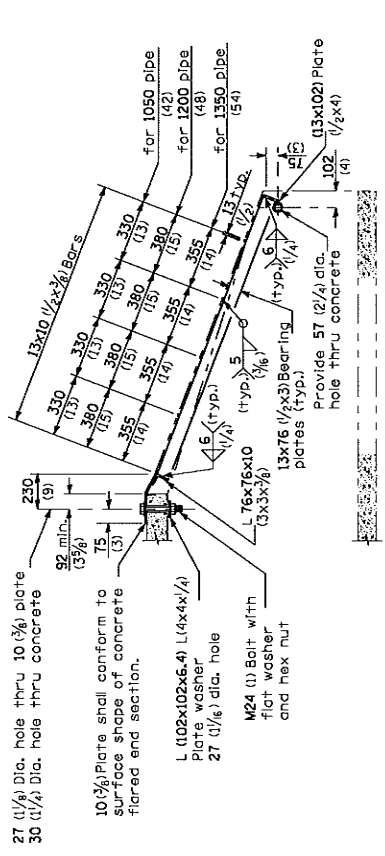 27 (1 1/8) Dia. hole thru 10 (3/8) plate
30 (1 1/4) Dia. hole thru concrete
92 min.
(3 5/8)
230
(9)
75
(3)
10(3/8) Plate shall conform to
surface shape of concrete
flared end section.
L (102x102x6.4) L(4x4x1/4)
Plate washer
27 (1 1/16) dia. hole
M24 (1) Bolt with
flat washer
and hex nut
L 76x76x10
(3x3x3/8)
13x10 (1/2x3/8) Bars
330
(13)
330
(13)
330
(13)
330
(13)
for 1050 pipe
(42)
380
(15)
380
(15)
380
(15)
for 1200 pipe
(48)
355
(14)
355
(14)
355
(14)
355
(14)
for 1350 pipe
(54)
13 typ.
(1/2)
6 (typ.)
(1/4)
(typ.) 5
(3/16)
(typ.) 6
(1/4)
13x76 (1/2x3) Bearing
plates (typ.)
Provide 57 (2 1/4) dia.
hole thru concrete
75
(3)
(13x102) Plate
(1/2x4)
102
(4)